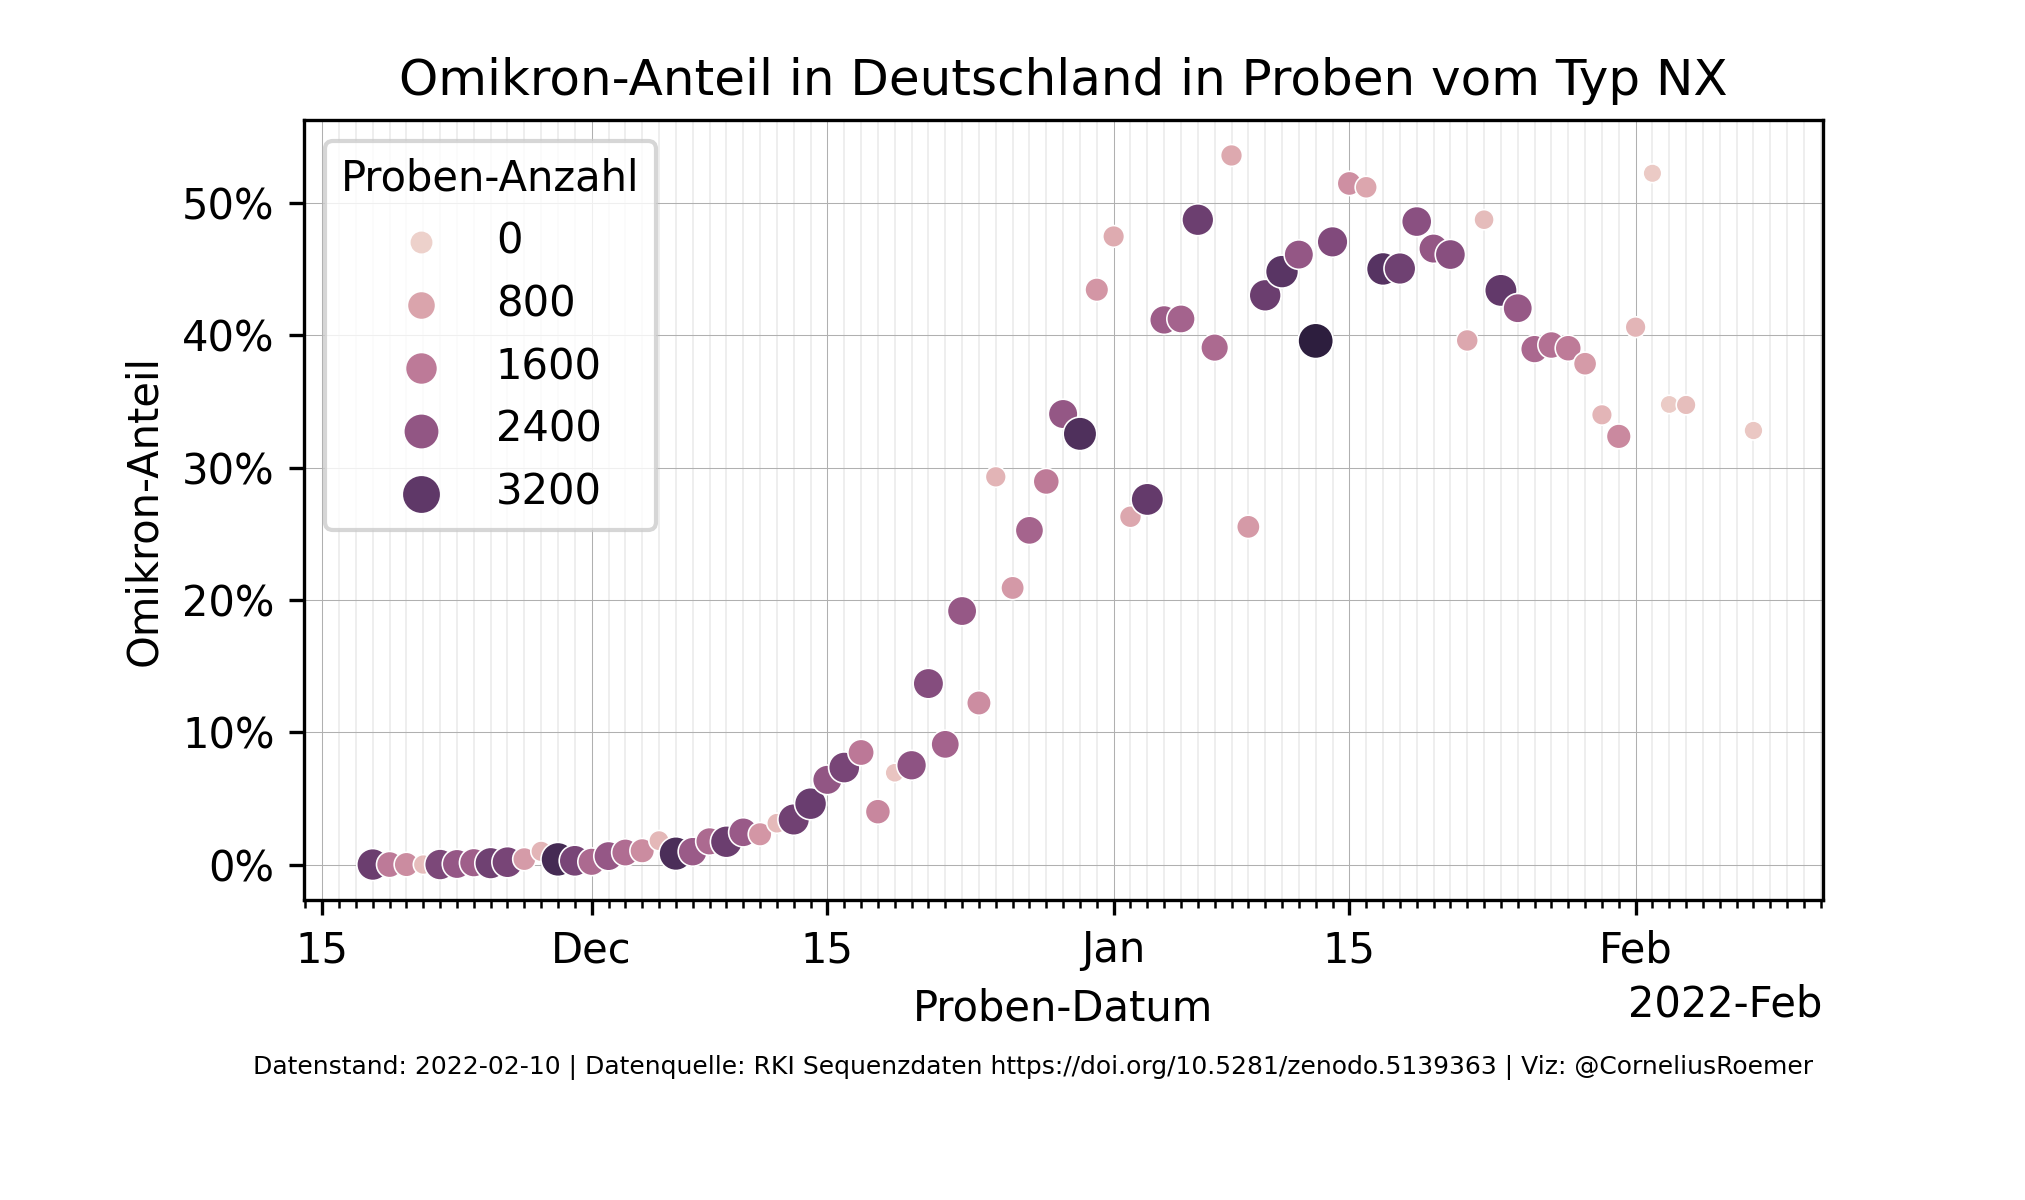 Omikron-Anteil in Deutschland in Proben vom Typ NX
Proben-Anzahl
0
800
1600
2400
3200
Omikron-Anteil
50%
40%
30%
20%
10%
0%
15 Dec 15 Jan 15 Feb
2022-Feb
Proben-Datum
Datenstand: 2022-02-10 | Datenquelle: RKI Sequenzdaten https://doi.org/10.5281/zenodo.5139363 | Viz: @CorneliusRoemer